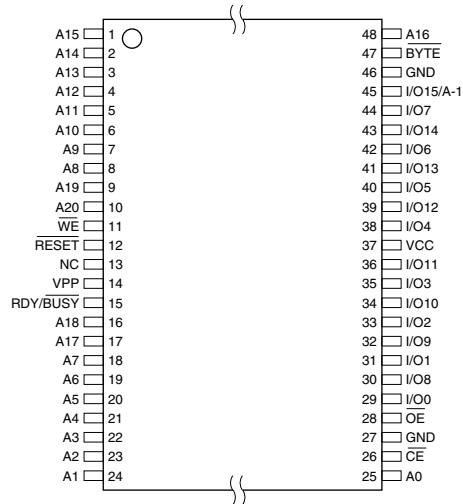 A15 1 48 A16
A14 2 47 BYTE
A13 3 46 GND
A12 4 45 I/O15/A-1
A11 5 44 I/O7
A10 6 43 I/O14
A9 7 42 I/O6
A8 8 41 I/O13
A19 9 40 I/O5
A20 10 39 I/O12
WE 11 38 I/O4
RESET 12 37 VCC
NC 13 36 I/O11
VPP 14 35 I/O3
RDY/BUSY 15 34 I/O10
A18 16 33 I/O2
A17 17 32 I/O9
A7 18 31 I/O1
A6 19 30 I/O8
A5 20 29 I/O0
A4 21 28 OE
A3 22 27 GND
A2 23 26 CE
A1 24 25 A0